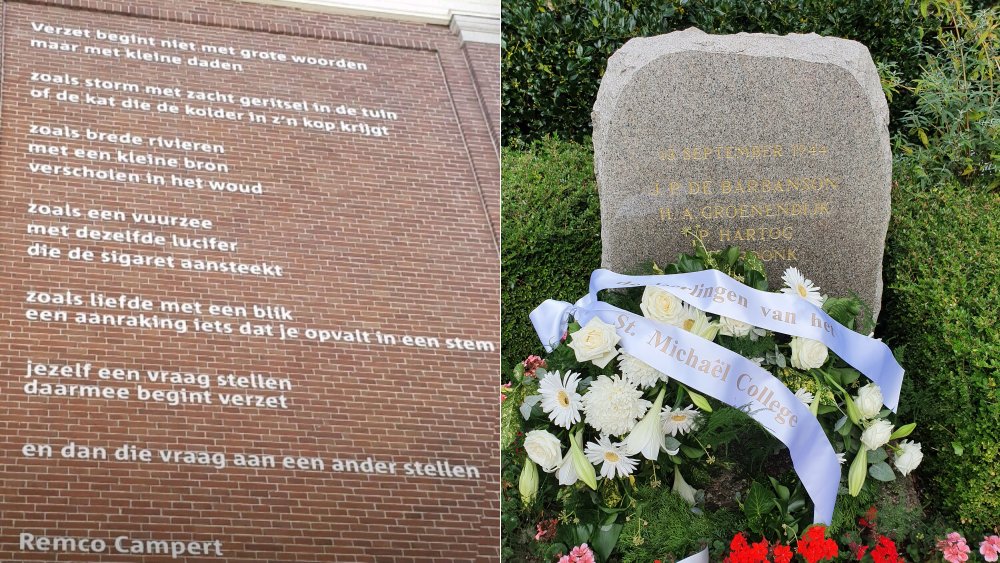 Verzet begint niet met grote woorden
maar met kleine daden
zoals storm met zacht geritsel in de tuin
of de kat die de kolder in z'n kop krijgt
zoals brede rivieren
met een kleine bron
verscholen in het woud
zoals een vuurzee
met dezelfde lucifer
die de sigaret aansteekt
zoals liefde met een blik
een aanraking iets dat je opvalt in een stem
jezelf een vraag stellen
daarmee begint verzet
en dan die vraag aan een ander stellen
Remco Campert
SEPTEMBER
J.P. DE BARBANSON
H.A. GROENENDIJK
HARTOG
van het
St. Michaël College